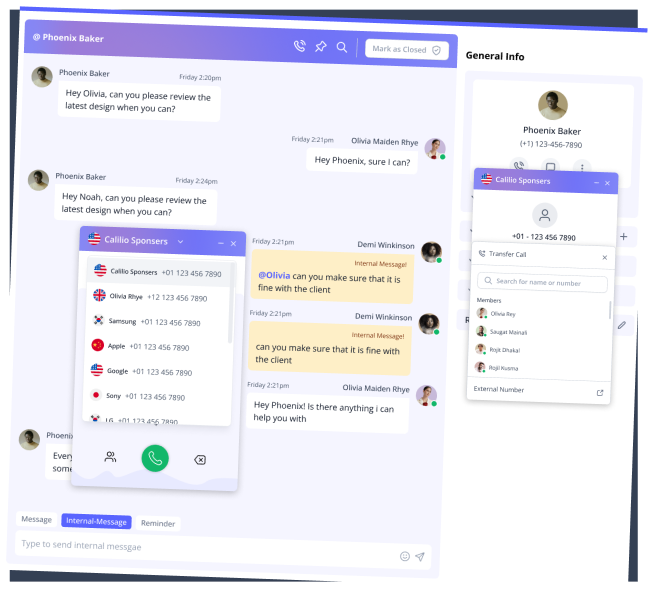 @ Phoenix Baker
Mark as Closed
Phoenix Baker
Friday 2:20pm
Hey Olivia, can you please review the
latest design when you can?
Friday 2:21pm
Olivia Maiden Rhye
Hey Phoenix, sure I can?
Phoenix Baker
Friday 2:24pm
Hey Noah, can you please review the
latest design when you can?
Friday 2:21pm
Demi Winkinson
Internal Message!
@Olivia can you make sure that it is
fine with the client
Friday 2:21pm
Demi Winkinson
Internal Message!
can you make sure that it is fine with
the client
Friday 2:21pm
Olivia Maiden Rhye
Hey Phoenix! Is there anything i can
help you with
Phoenix
Every
some
Calilio Sponsers
Calilio Sponsers +01 123 456 7890
Olivia Rhye +12 123 456 7890
Samsung +01 123 456 7890
Apple +01 123 456 7890
Google +01 123 456 7890
Sony +01 123 456 7890
LG +01 123 456 7890
Message
Internal-Message
Reminder
Type to send internal messgae
General Info
Phoenix Baker
(+1) 123-456-7890
Calilio Sponsers
+01 - 123 456 7890
Transfer Call
Search for name or number
Members
Olivia Rey
Saugat Mainali
Rojit Dhakal
Rojil Kusma
External Number